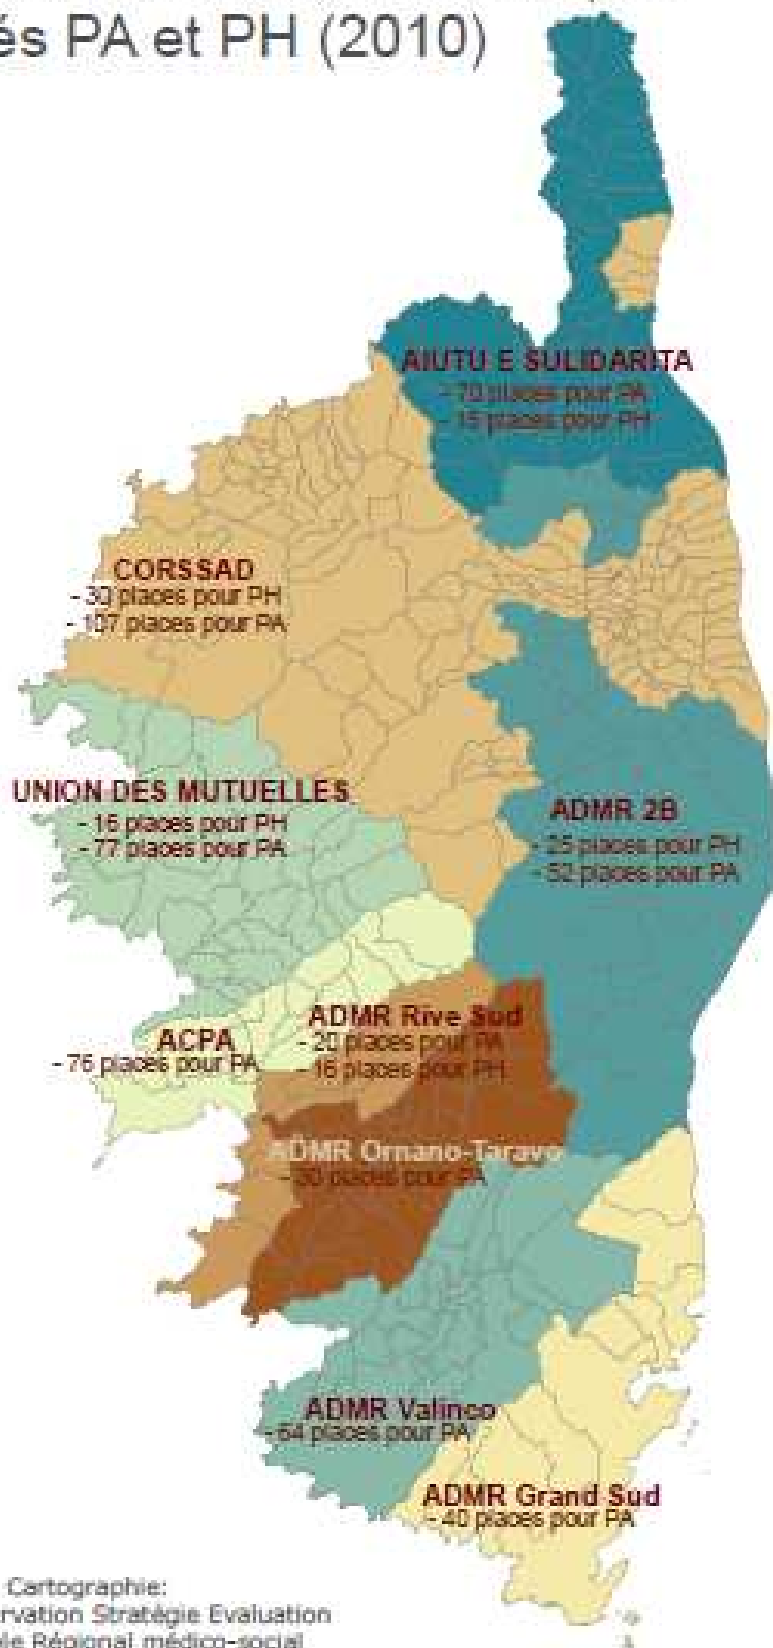 és PA et PH (2010)
AIUTU E SULIDARITA
- 70 places pour PA
- 15 places pour PH
CORSSAD
- 30 places pour PH
- 107 places pour PA
UNION DES MUTUELLES
- 16 places pour PH
- 77 places pour PA
ADMR 2B
- 25 places pour PH
- 52 places pour PA
ADMR Rive Sud
- 20 places pour PA
- 16 places pour PH
ACPA
- 76 places pour PA
ADMR Ornano-Taravo
- 30 places pour PA
ADMR Valinco
- 64 places pour PA
ADMR Grand Sud
- 40 places pour PA
Cartographie:
rvation Stratégie Evaluation
le Régional médico-social